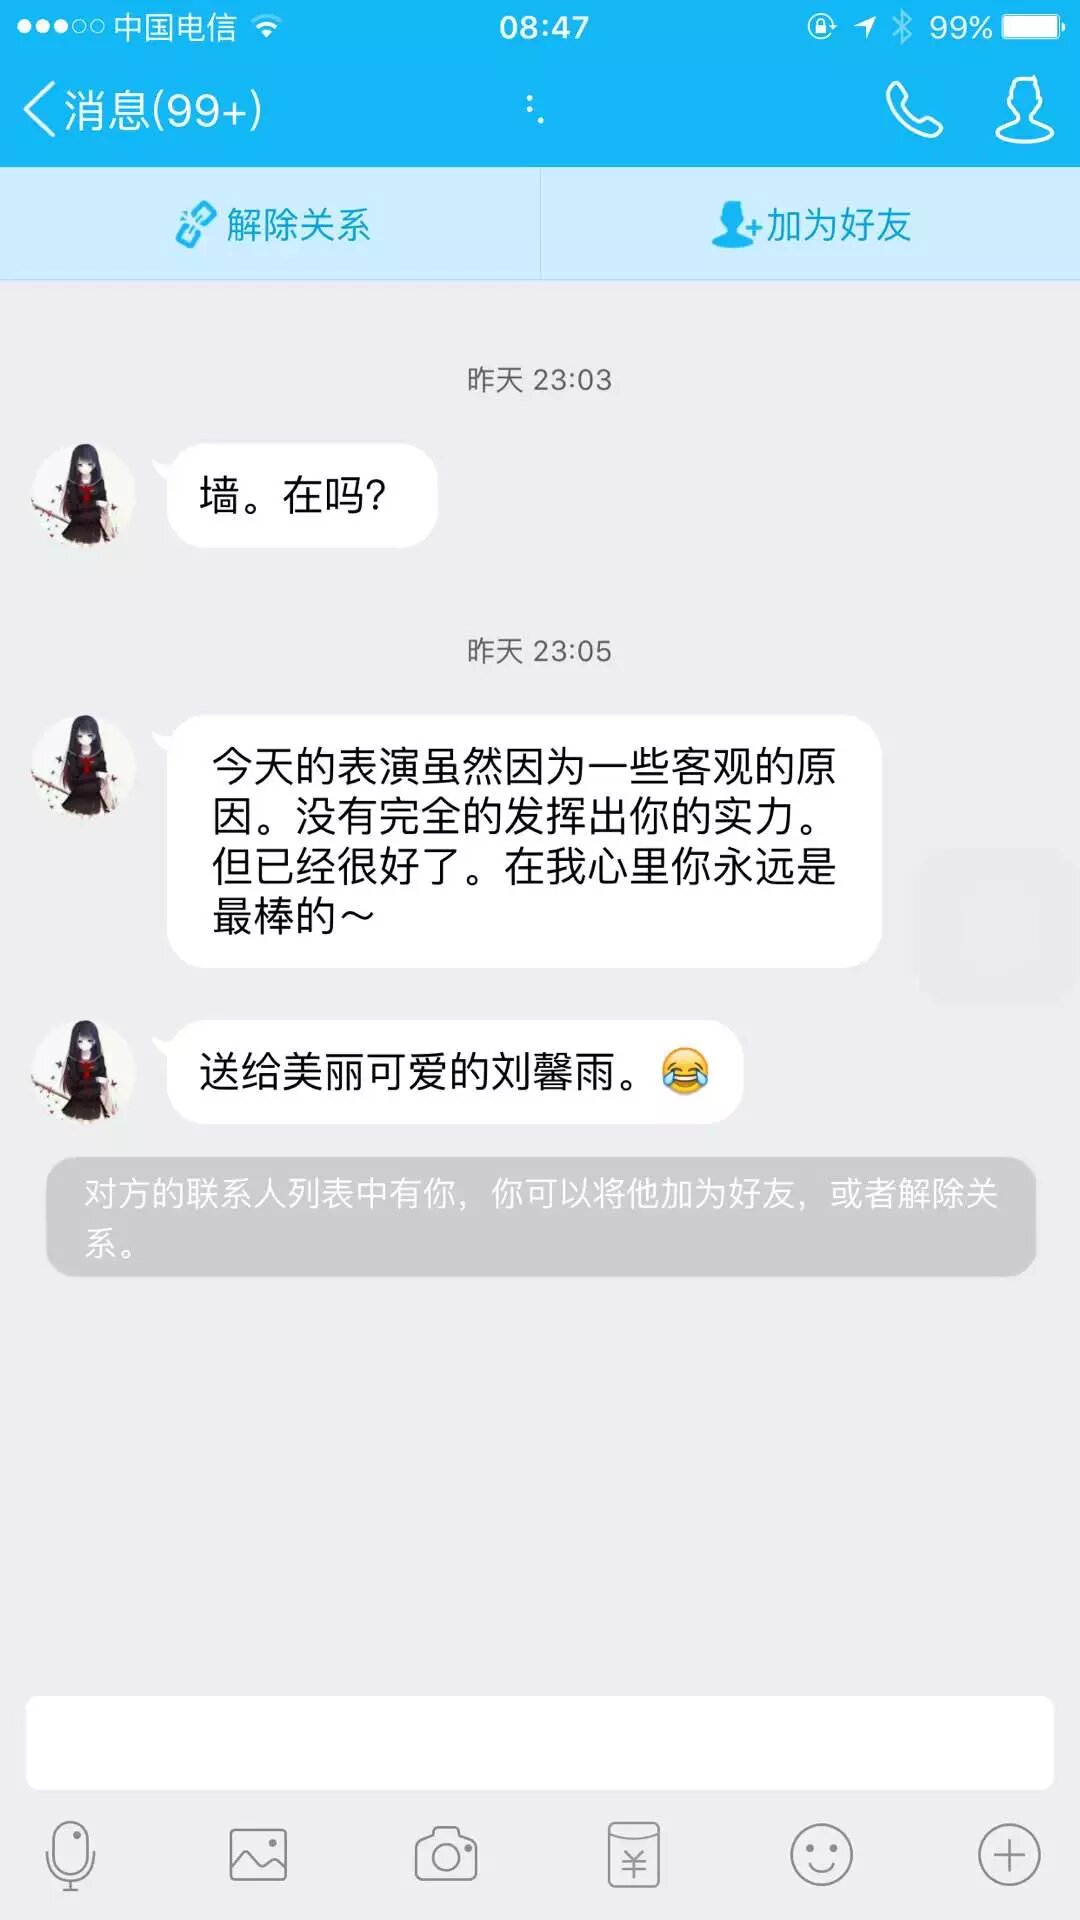 中国电信 08:47 99%
消息(99+) :.
解除关系 加为好友
昨天 23:03
墙。在吗?
昨天 23:05
今天的表演虽然因为一些客观的原
因。没有完全的发挥出你的实力。
但已经很好了。在我心里你永远是
最棒的～
送给美丽可爱的刘馨雨。😂
对方的联系人列表中有你，你可以将他加为好友，或者解除关
系。